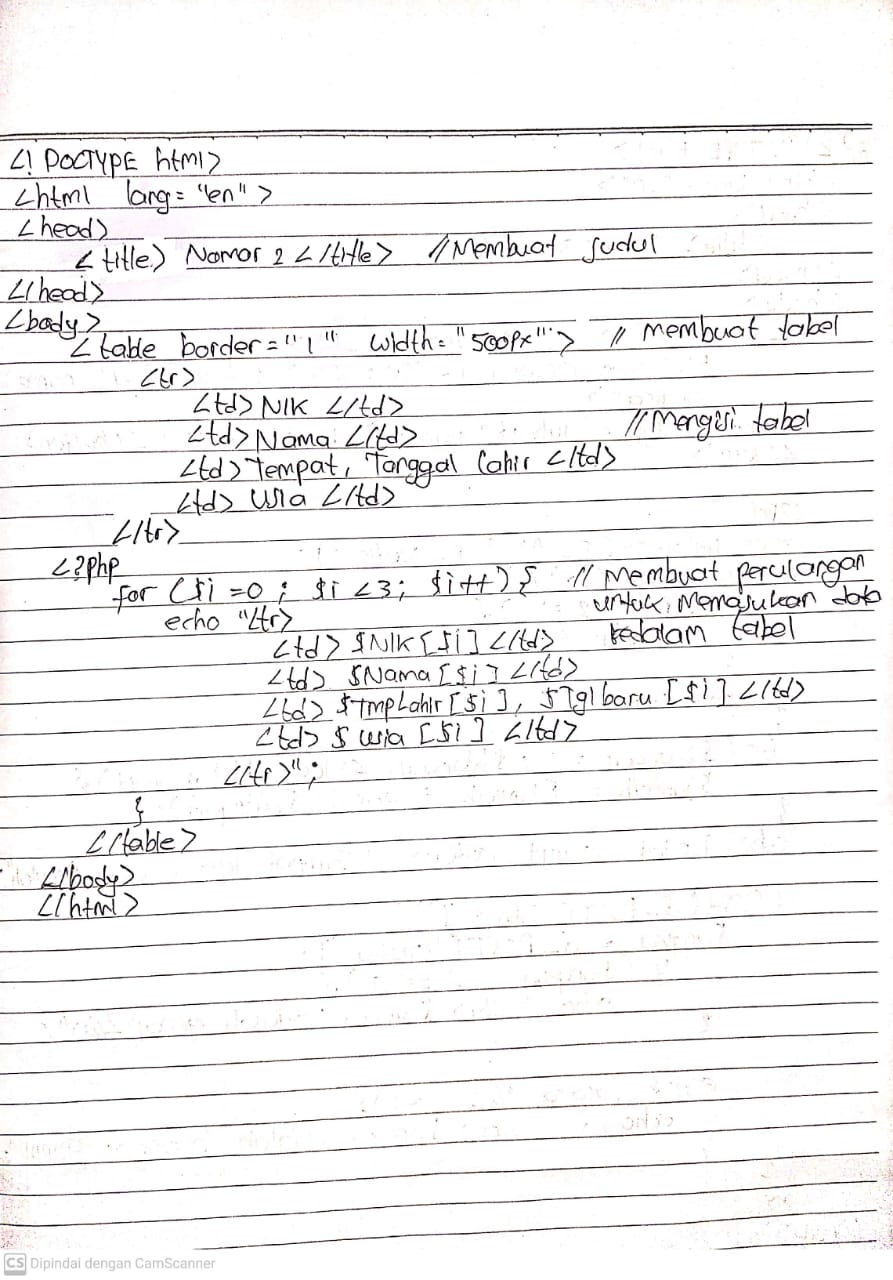 <! DOCTYPE html>
<html lang="en">
<head>
<title> Nomor 2 </title> // Membuat Judul
</head>
<body>
<table border="1" width="500px"> // Membuat tabel
<tr>
<td> NIK </td>
<td> Nama </td> // Mengisi tabel
<td> Tempat, Tanggal Lahir </td>
<td> Usia </td>
</tr>
<?php
for ($i =0 ; $i <3; $i++) { // Membuat perulangan
untuk Memasukan data
echo "<tr>
<td> $NIK [$i] </td> kedalam tabel
<td> $Nama [$i] </td>
<td> $TmpLahir [$i], $Tglbaru [$i] </td>
<td> $ usia [$i] </td>
</tr>";
}
</table>
</body>
</html>
CS Dipindai dengan CamScanner